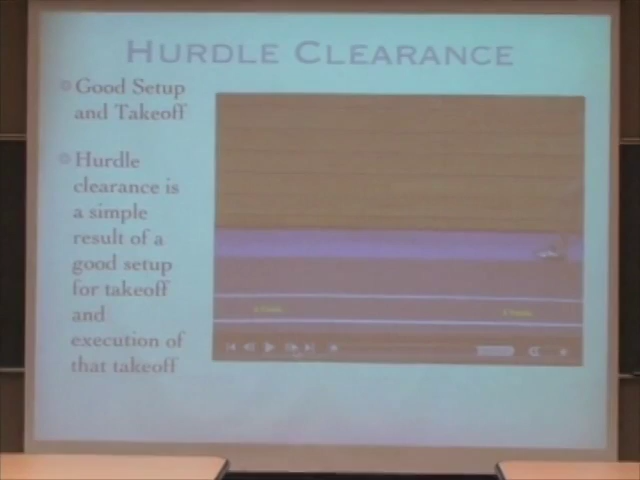 HURDLE CLEARANCE
Good Setup
and Takeoff
Hurdle
clearance is
a simple
result of a
good setup
for takeoff
and
execution of
that takeoff